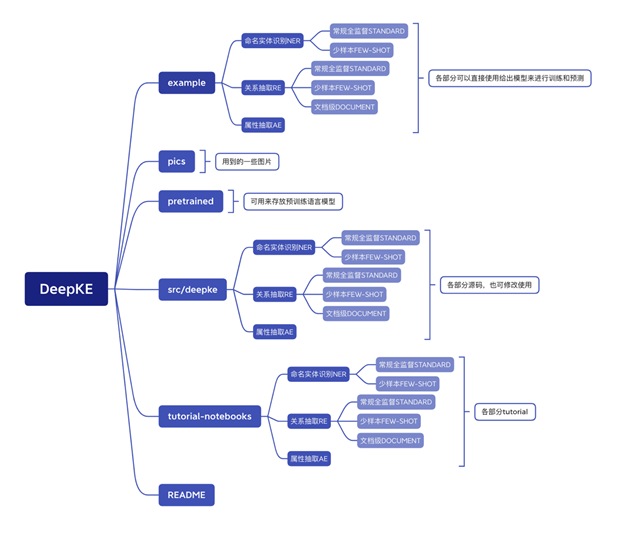 DeepKE
example
命名实体识别NER
常规全监督STANDARD
少样本FEW-SHOT
关系抽取RE
常规全监督STANDARD
少样本FEW-SHOT
文档级DOCUMENT
属性抽取AE
各部分可以直接使用给出模型来进行训练和预测
pics
用到的一些图片
pretrained
可用来存放预训练语言模型
src/deepke
命名实体识别NER
常规全监督STANDARD
少样本FEW-SHOT
关系抽取RE
常规全监督STANDARD
少样本FEW-SHOT
文档级DOCUMENT
属性抽取AE
各部分源码，也可修改使用
tutorial-notebooks
命名实体识别NER
常规全监督STANDARD
少样本FEW-SHOT
关系抽取RE
常规全监督STANDARD
少样本FEW-SHOT
文档级DOCUMENT
属性抽取AE
各部分tutorial
README